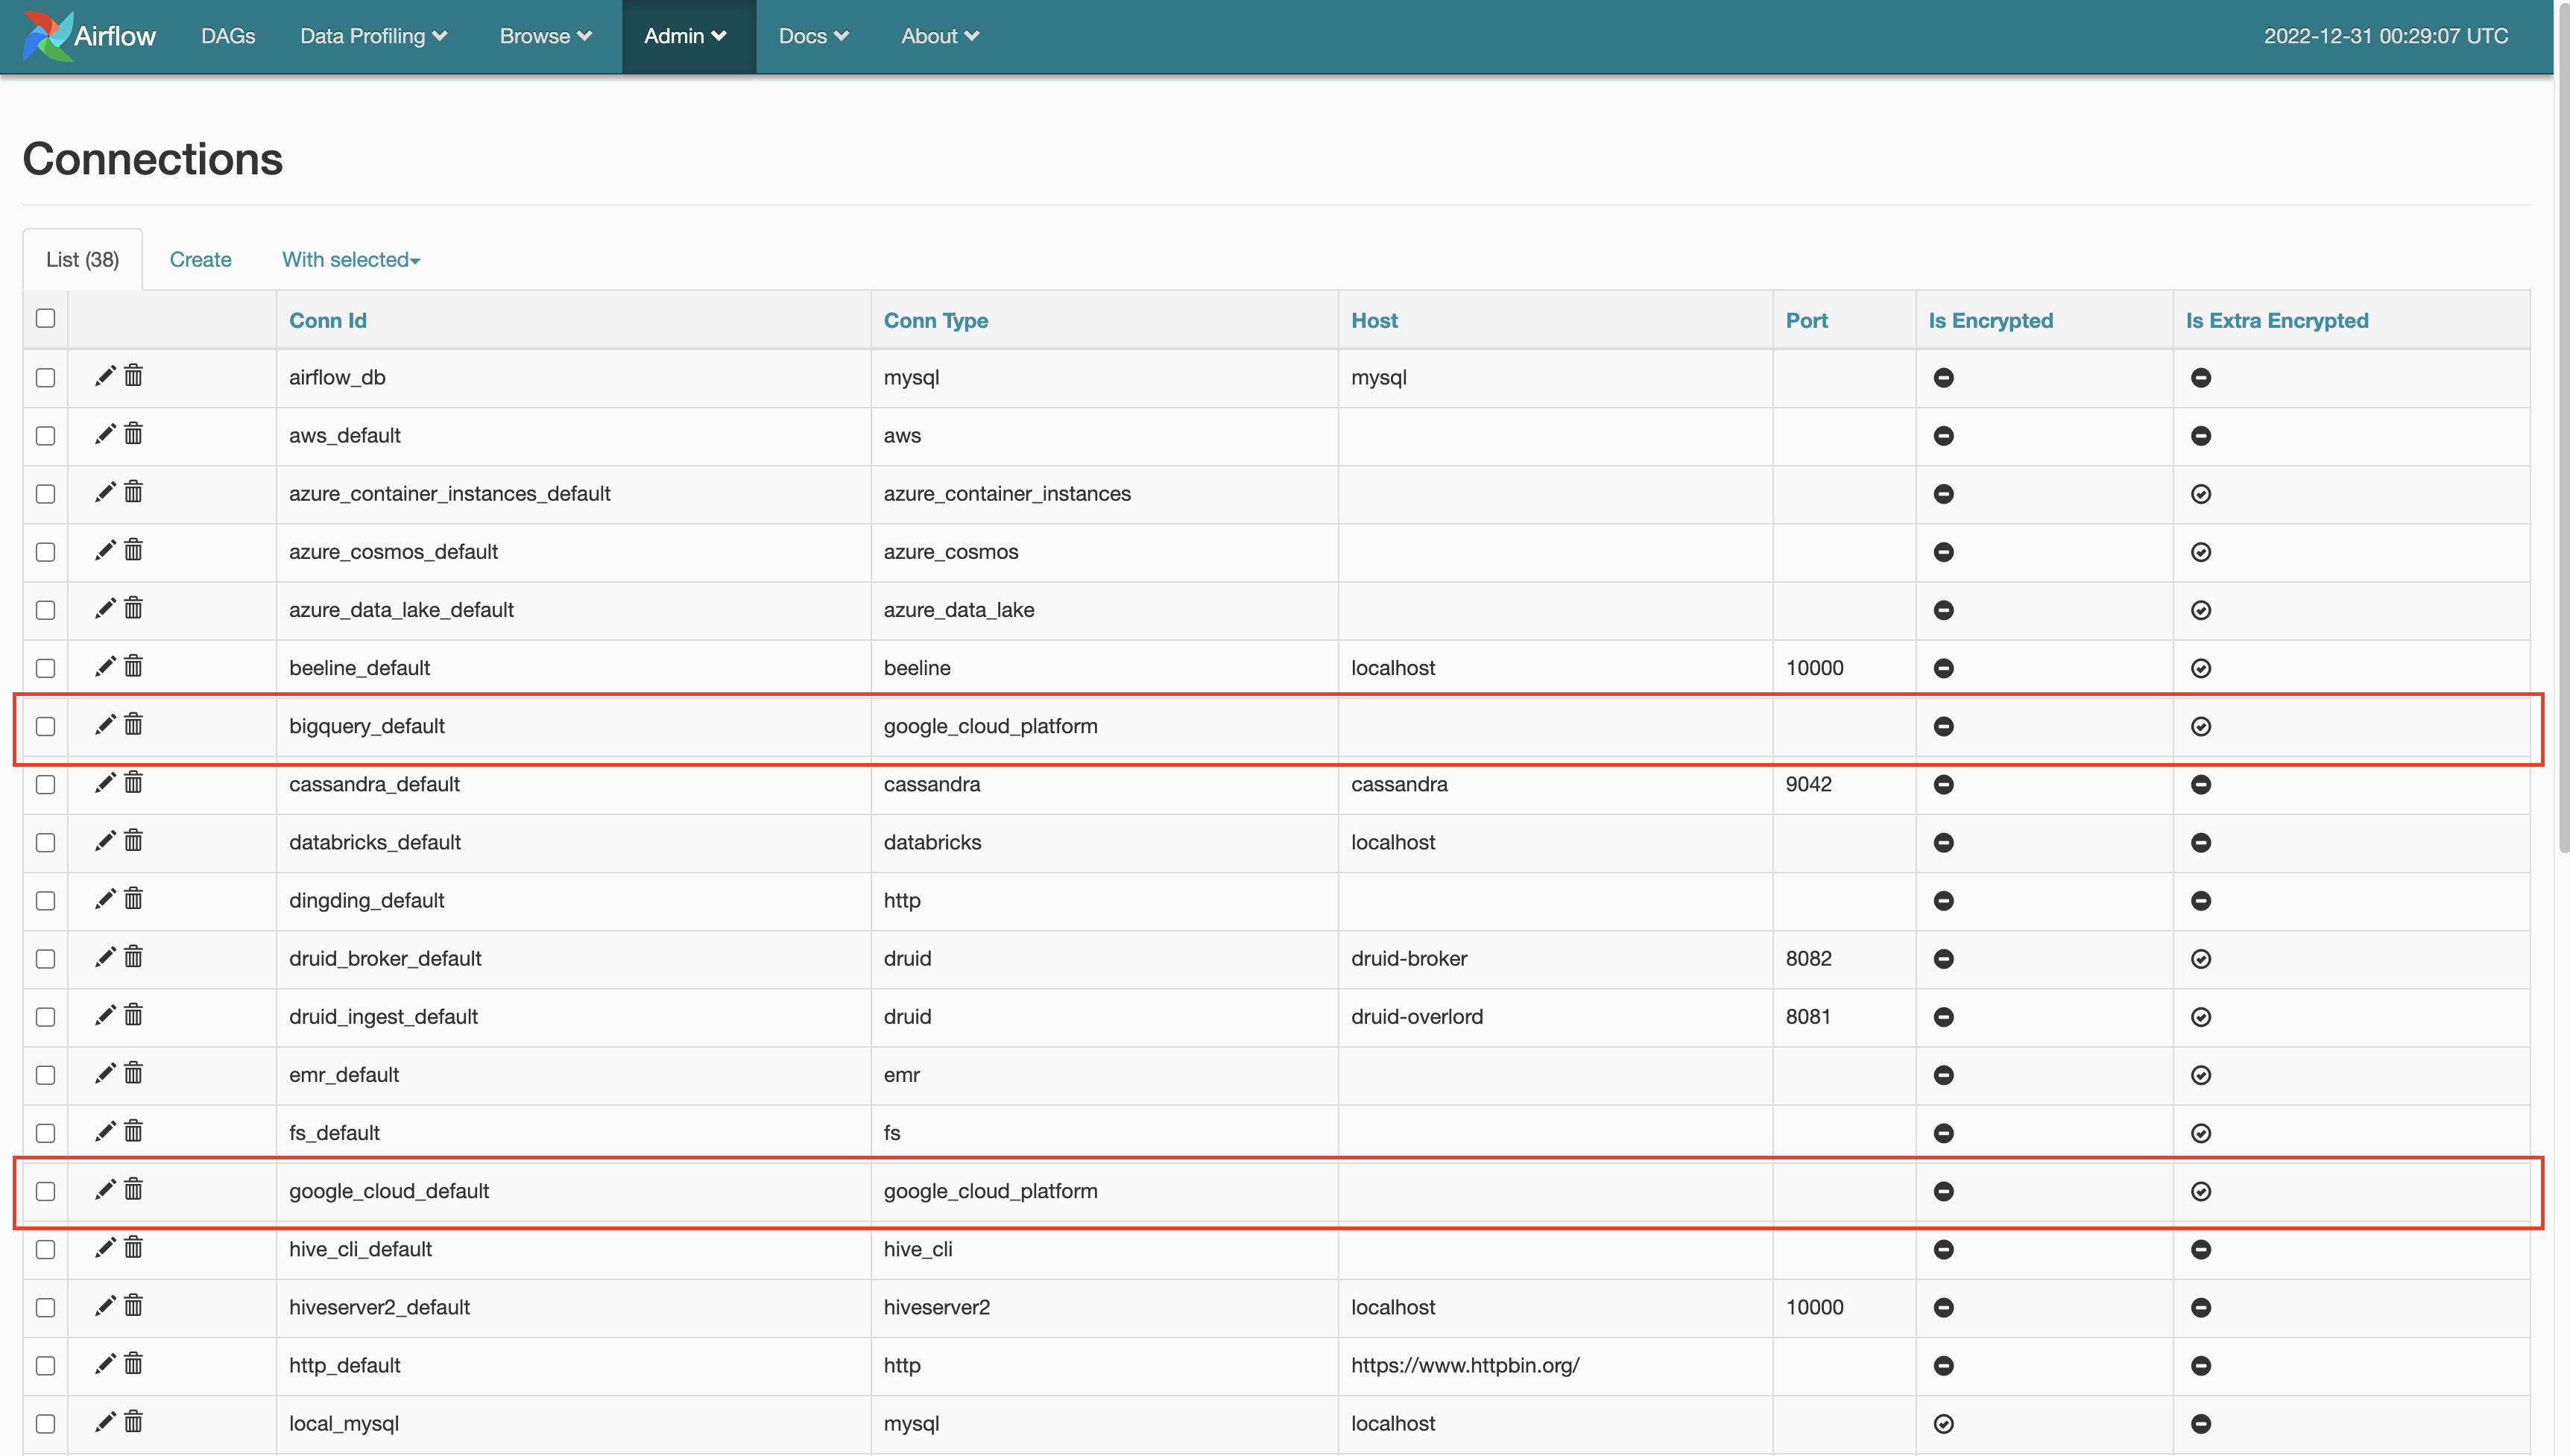 Airflow DAGs Data Profiling Browse Admin Docs About 2022-12-31 00:29:07 UTC
Connections
List (38) Create With selected
Conn Id Conn Type Host Port Is Encrypted Is Extra Encrypted
airflow_db mysql mysql
aws_default aws
azure_container_instances_default azure_container_instances
azure_cosmos_default azure_cosmos
azure_data_lake_default azure_data_lake
beeline_default beeline localhost 10000
bigquery_default google_cloud_platform
cassandra_default cassandra cassandra 9042
databricks_default databricks localhost
dingding_default http
druid_broker_default druid druid-broker 8082
druid_ingest_default druid druid-overlord 8081
emr_default emr
fs_default fs
google_cloud_default google_cloud_platform
hive_cli_default hive_cli
hiveserver2_default hiveserver2 localhost 10000
http_default http https://www.httpbin.org/
local_mysql mysql localhost